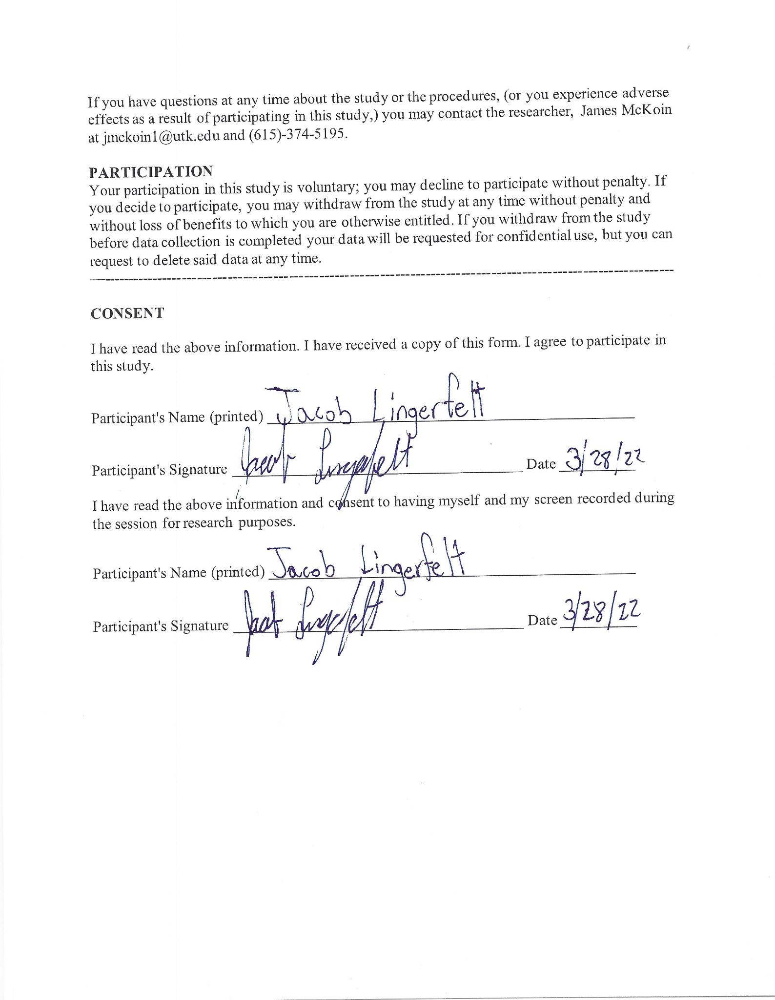 If you have questions at any time about the study or the procedures, (or you experience adverse
effects as a result of participating in this study,) you may contact the researcher, James McKoin
at jmckoin1@utk.edu and (615)-374-5195.
PARTICIPATION
Your participation in this study is voluntary; you may decline to participate without penalty. If
you decide to participate, you may withdraw from the study at any time without penalty and
without loss of benefits to which you are otherwise entitled. If you withdraw from the study
before data collection is completed your data will be requested for confidential use, but you can
request to delete said data at any time.
CONSENT
I have read the above information. I have received a copy of this form. I agree to participate in
this study.
Participant's Name (printed) Jacob Lingerfelt
Participant's Signature Jacob Lingerfelt Date 3/28/22
I have read the above information and consent to having myself and my screen recorded during
the session for research purposes.
Participant's Name (printed) Jacob Lingerfelt
Participant's Signature Jacob Lingerfelt Date 3/28/22